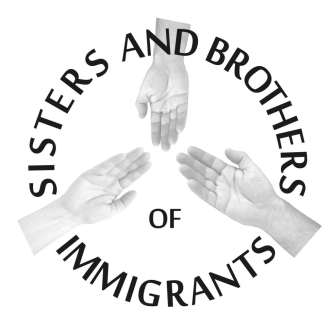 SISTERS AND BROTHERS
OF
IMMIGRANTS